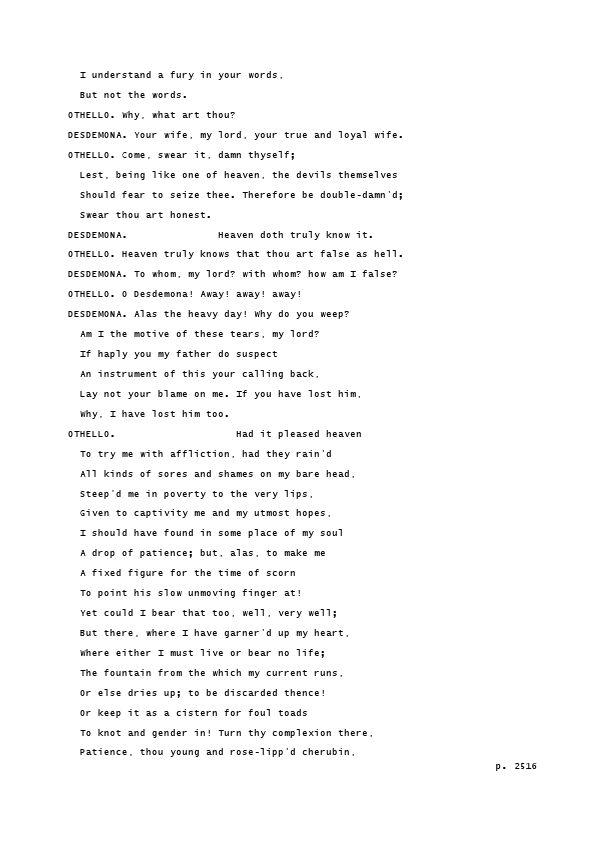 I understand a fury in your words,
But not the words.
OTHELLO. Why, what art thou?
DESDEMONA. Your wife, my lord, your true and loyal wife.
OTHELLO. Come, swear it, damn thyself;
Lest, being like one of heaven, the devils themselves
Should fear to seize thee. Therefore be double-damn'd;
Swear thou art honest.
DESDEMONA. Heaven doth truly know it.
OTHELLO. Heaven truly knows that thou art false as hell.
DESDEMONA. To whom, my lord? with whom? how am I false?
OTHELLO. O Desdemona! Away! away! away!
DESDEMONA. Alas the heavy day! Why do you weep?
Am I the motive of these tears, my lord?
If haply you my father do suspect
An instrument of this your calling back,
Lay not your blame on me. If you have lost him,
Why, I have lost him too.
OTHELLO. Had it pleased heaven
To try me with affliction, had they rain'd
All kinds of sores and shames on my bare head,
Steep'd me in poverty to the very lips,
Given to captivity me and my utmost hopes,
I should have found in some place of my soul
A drop of patience; but, alas, to make me
A fixed figure for the time of scorn
To point his slow unmoving finger at!
Yet could I bear that too, well, very well;
But there, where I have garner'd up my heart,
Where either I must live or bear no life;
The fountain from the which my current runs,
Or else dries up; to be discarded thence!
Or keep it as a cistern for foul toads
To knot and gender in! Turn thy complexion there,
Patience, thou young and rose-lipp'd cherubin,
p. 2516